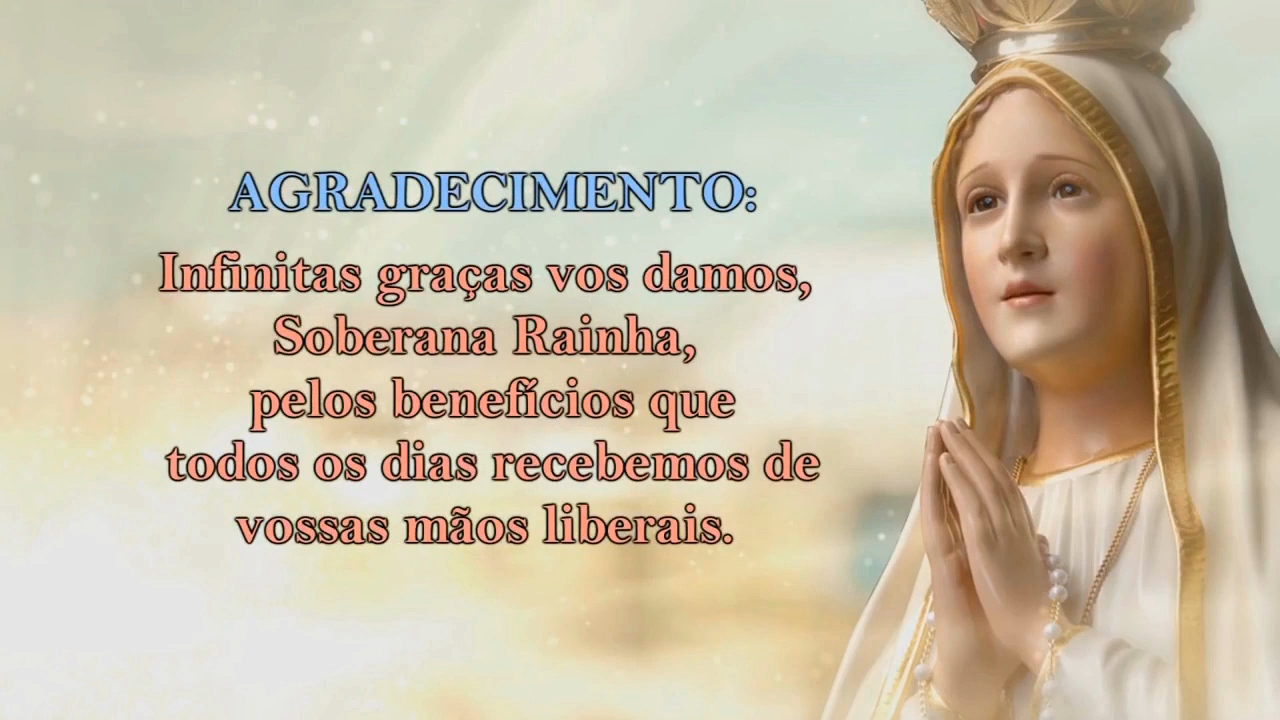 AGRADECIMENTO:
Infinitas graças vos damos,
Soberana Rainha,
pelos benefícios que
todos os dias recebemos de
vossas mãos liberais.